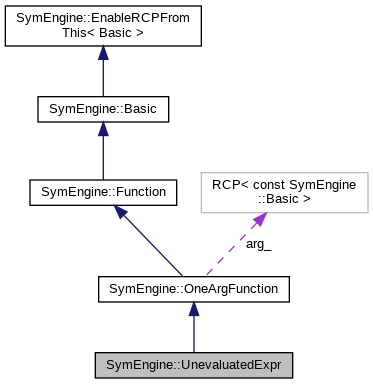 SymEngine::EnableRCPFrom
This< Basic >
SymEngine::Basic
SymEngine::Function
RCP< const SymEngine
::Basic >
arg_
SymEngine::OneArgFunction
SymEngine::UnevaluatedExpr